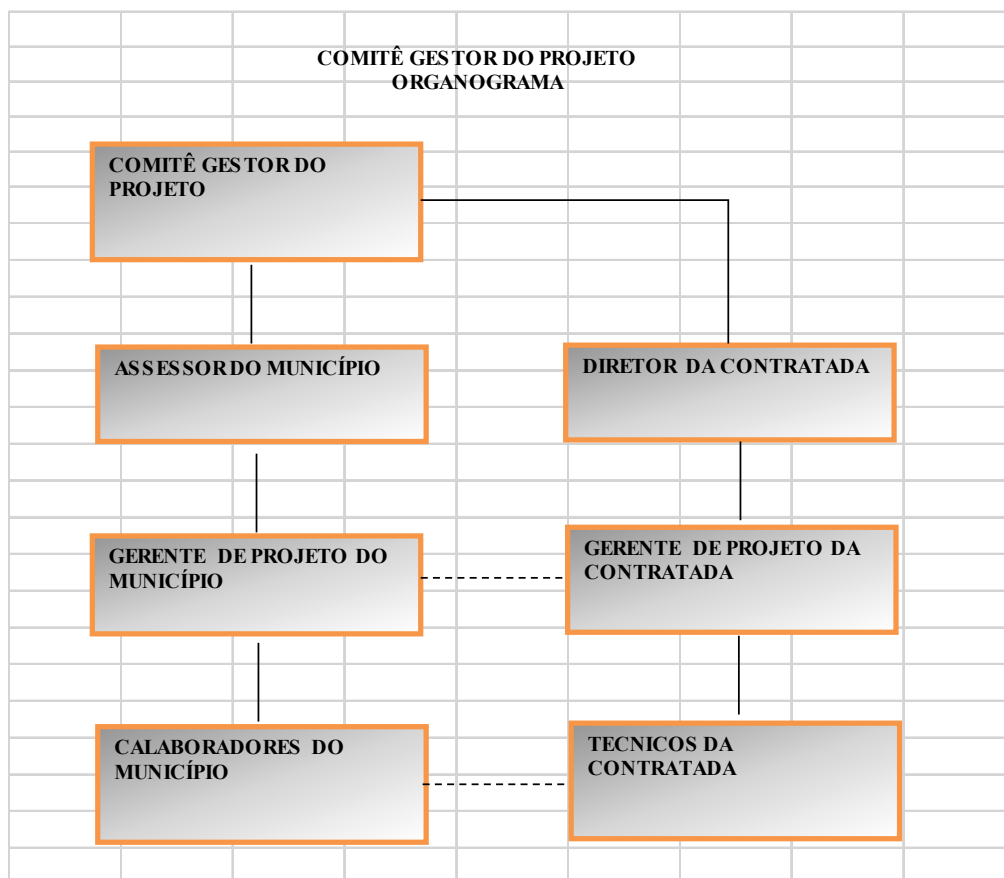 COMITÊ GESTOR DO PROJETO
ORGANOGRAMA
COMITÊ GESTOR DO
PROJETO
ASSESSOR DO MUNICÍPIO
DIRETOR DA CONTRATADA
GERENTE DE PROJETO DO
MUNICÍPIO
GERENTE DE PROJETO DA
CONTRATADA
CALABORADORES DO
MUNICÍPIO
TECNICOS DA
CONTRATADA